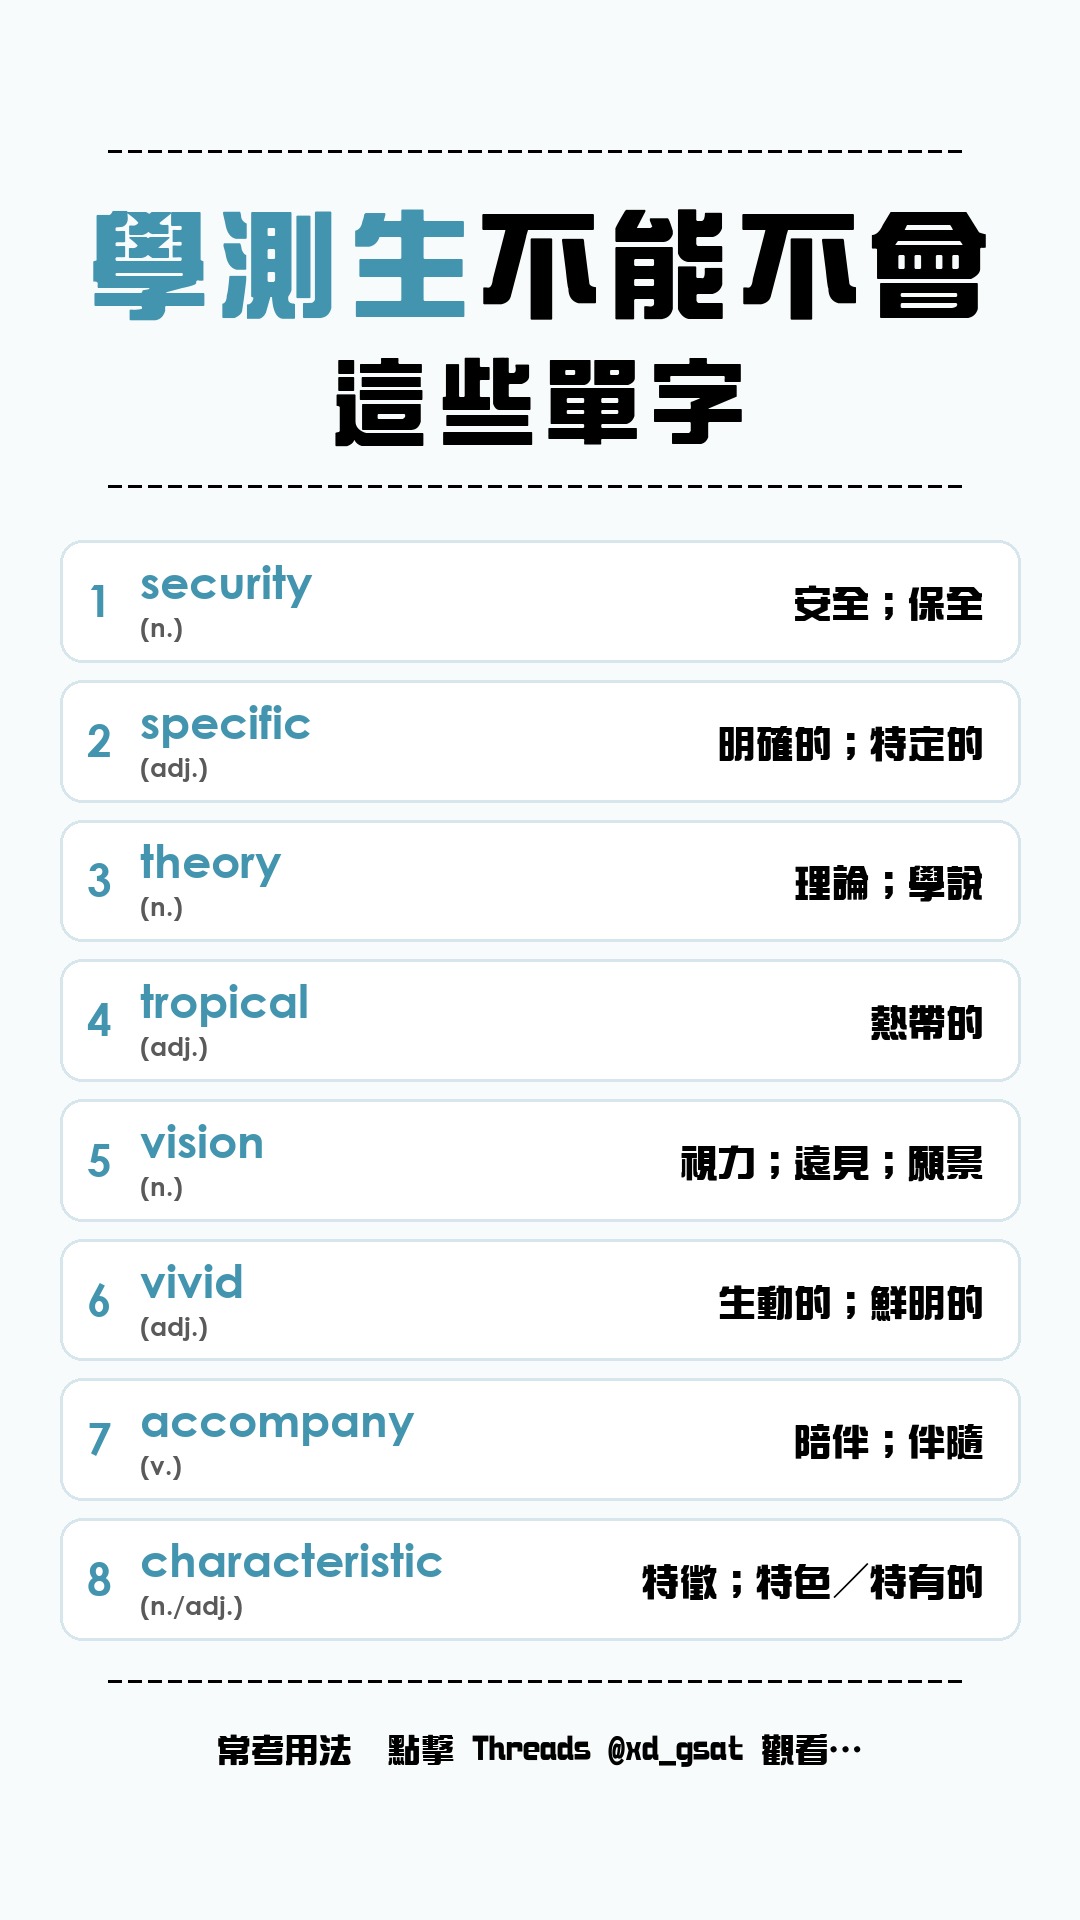 學測生不能不會
這些單字
1 security 安全；保全
(n.)
2 specific 明確的；特定的
(adj.)
3 theory 理論；學說
(n.)
4 tropical 熱帶的
(adj.)
5 vision 視力；遠見；願景
(n.)
6 vivid 生動的；鮮明的
(adj.)
7 accompany 陪伴；伴隨
(v.)
8 characteristic 特徵；特色／特有的
(n./adj.)
常考用法　點擊 Threads @xd_gsat 觀看…